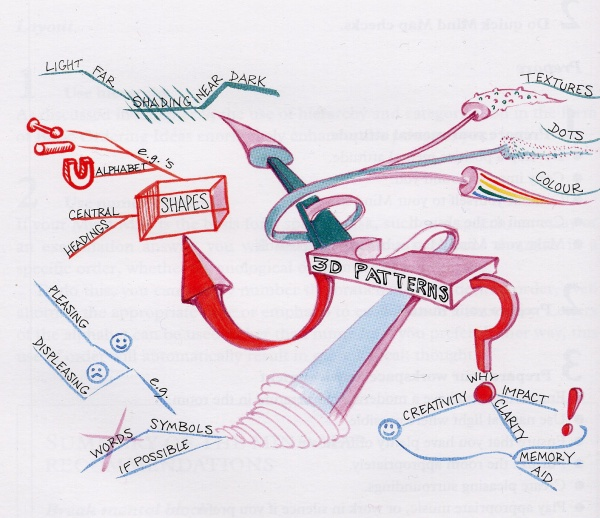 LIGHT
FAR
SHADING
NEAR
DARK
TEXTURES
DOTS
COLOUR
e.g.'s
ALPHABET
SHAPES
CENTRAL
HEADINGS
3D PATTERNS
PLEASING
DISPLEASING
e.g.
SYMBOLS
WORDS
IF POSSIBLE
WHY
CREATIVITY
IMPACT
CLARITY
MEMORY
AID